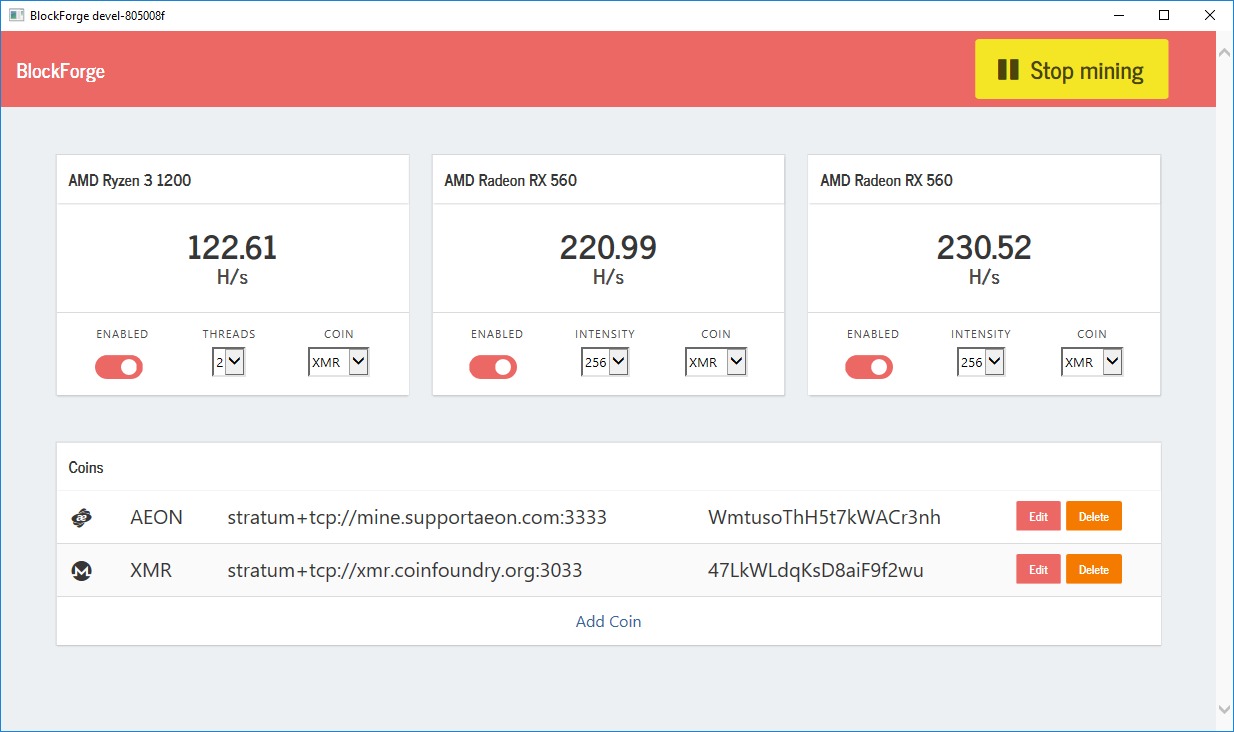 BlockForge devel-805008f
BlockForge
Stop mining
AMD Ryzen 3 1200
122.61
H/s
ENABLED THREADS COIN
2 XMR
AMD Radeon RX 560
220.99
H/s
ENABLED INTENSITY COIN
256 XMR
AMD Radeon RX 560
230.52
H/s
ENABLED INTENSITY COIN
256 XMR
Coins
AEON stratum+tcp://mine.supportaeon.com:3333 WmtusoThH5t7kWACr3nh Edit Delete
XMR stratum+tcp://xmr.coinfoundry.org:3033 47LkWLdqKsD8aiF9f2wu Edit Delete
Add Coin